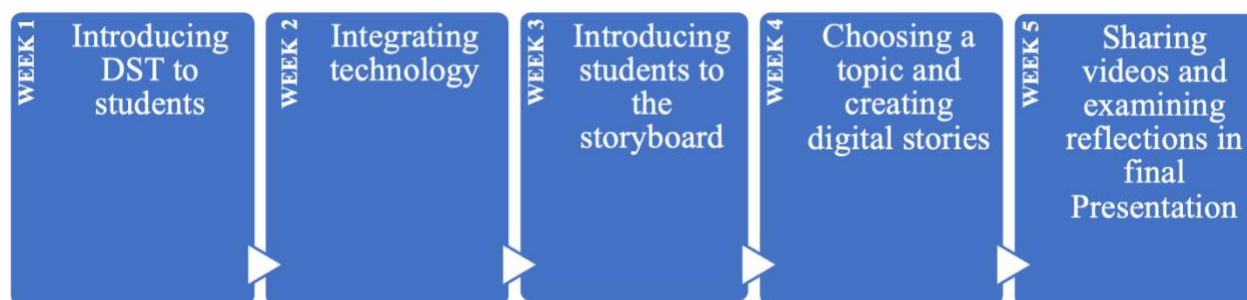 WEEK 1
Introducing
DST to
students
WEEK 2
Integrating
technology
WEEK 3
Introducing
students to
the
storyboard
WEEK 4
Choosing a
topic and
creating
digital stories
WEEK 5
Sharing
videos and
examining
reflections in
final
Presentation